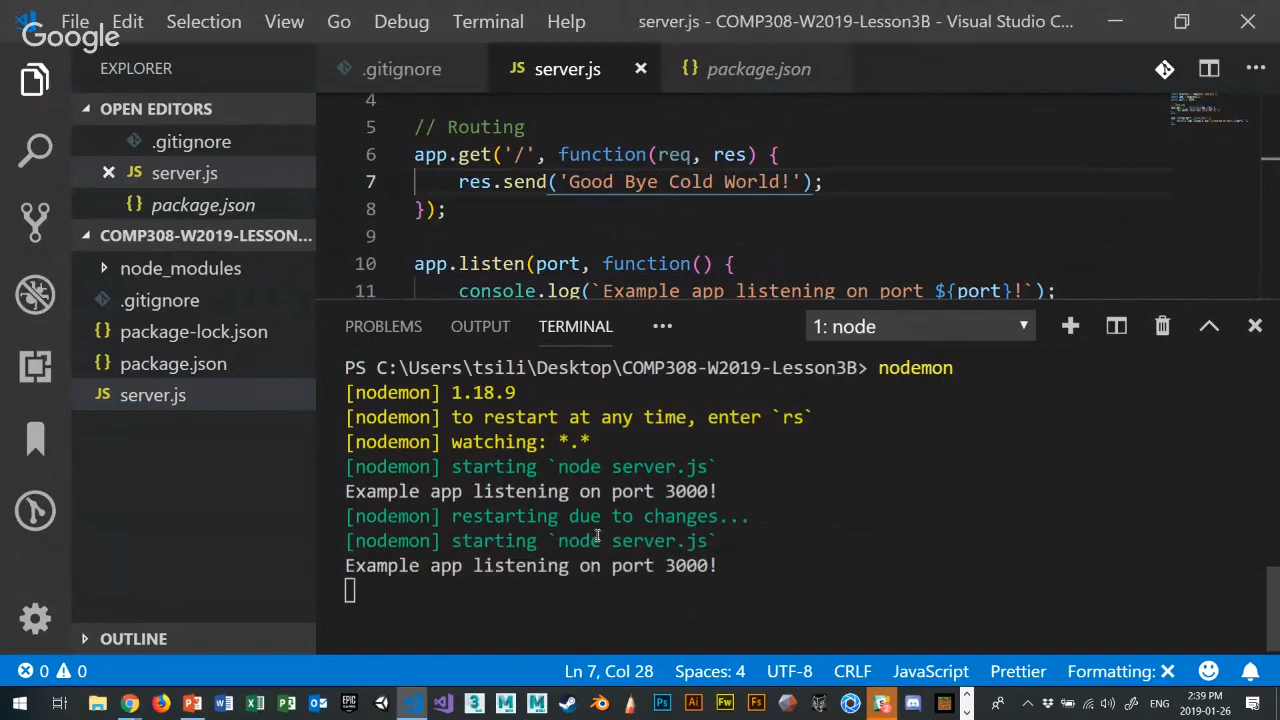 File Edit Selection View Go Debug Terminal Help server.js - COMP308-W2019-Lesson3B - Visual Studio C...
Google
EXPLORER
.gitignore JS server.js {} package.json
OPEN EDITORS
.gitignore
JS server.js
{} package.json
COMP308-W2019-LESSON...
node_modules
.gitignore
{} package-lock.json
{} package.json
JS server.js
OUTLINE
4
5 // Routing
6 app.get('/', function(req, res) {
7 res.send('Good Bye Cold World!');
8 });
9
10 app.listen(port, function() {
11 console.log(`Example app listening on port ${port}!`);
PROBLEMS OUTPUT TERMINAL ... 1: node
PS C:\Users\tsili\Desktop\COMP308-W2019-Lesson3B> nodemon
[nodemon] 1.18.9
[nodemon] to restart at any time, enter `rs`
[nodemon] watching: *.*
[nodemon] starting `node server.js`
Example app listening on port 3000!
[nodemon] restarting due to changes...
[nodemon] starting `node server.js`
Example app listening on port 3000!
0 0 Ln 7, Col 28 Spaces: 4 UTF-8 CRLF JavaScript Prettier Formatting:
3 Ps Ai Fw Fs ENG 2:39 PM
2019-01-26